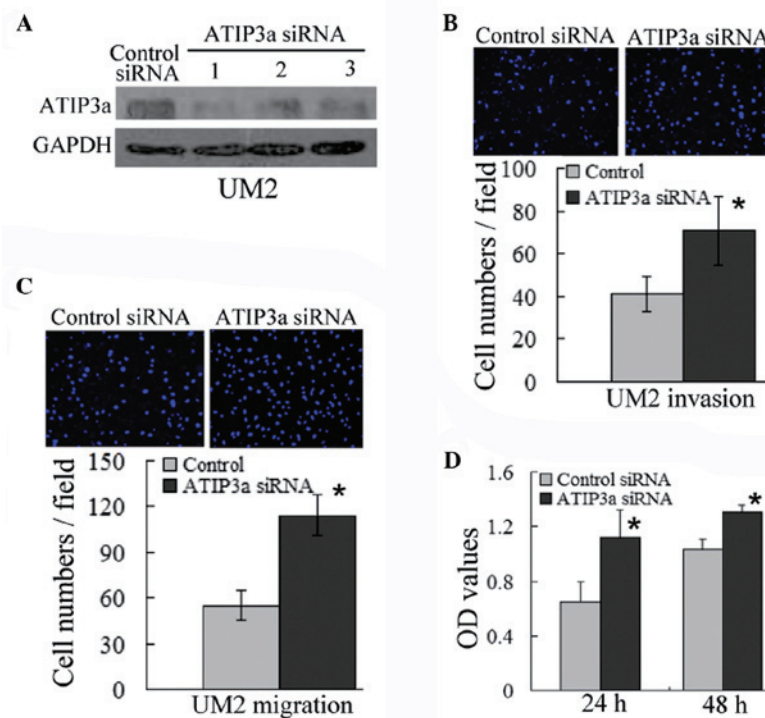 A
Control
siRNA
ATIP3a siRNA
1 2 3
ATIP3a
GAPDH
UM2
B
Control siRNA ATIP3a siRNA
Control
ATIP3a siRNA
*
Cell numbers / field
100
80
60
40
20
0
UM2 invasion
C
Control siRNA ATIP3a siRNA
Control
ATIP3a siRNA
*
Cell numbers / field
150
120
90
60
30
0
UM2 migration
D
Control siRNA
ATIP3a siRNA
* *
OD values
1.6
1.2
0.8
0.4
0
24 h 48 h